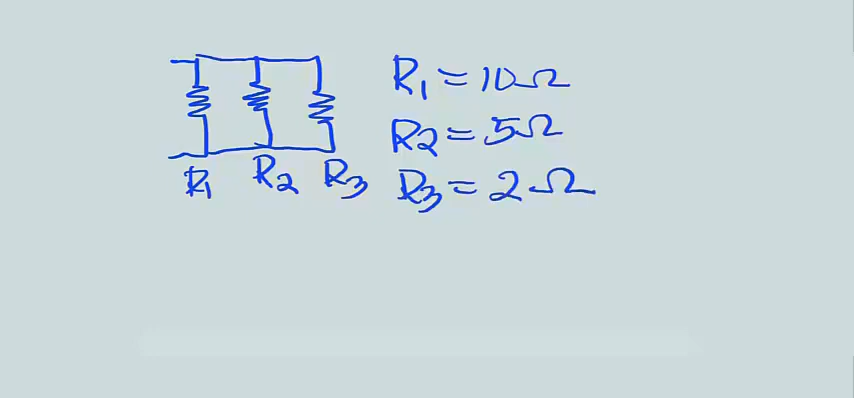 R1 = 10Ω
R2 = 5Ω
R3 = 2Ω
R1 R2 R3